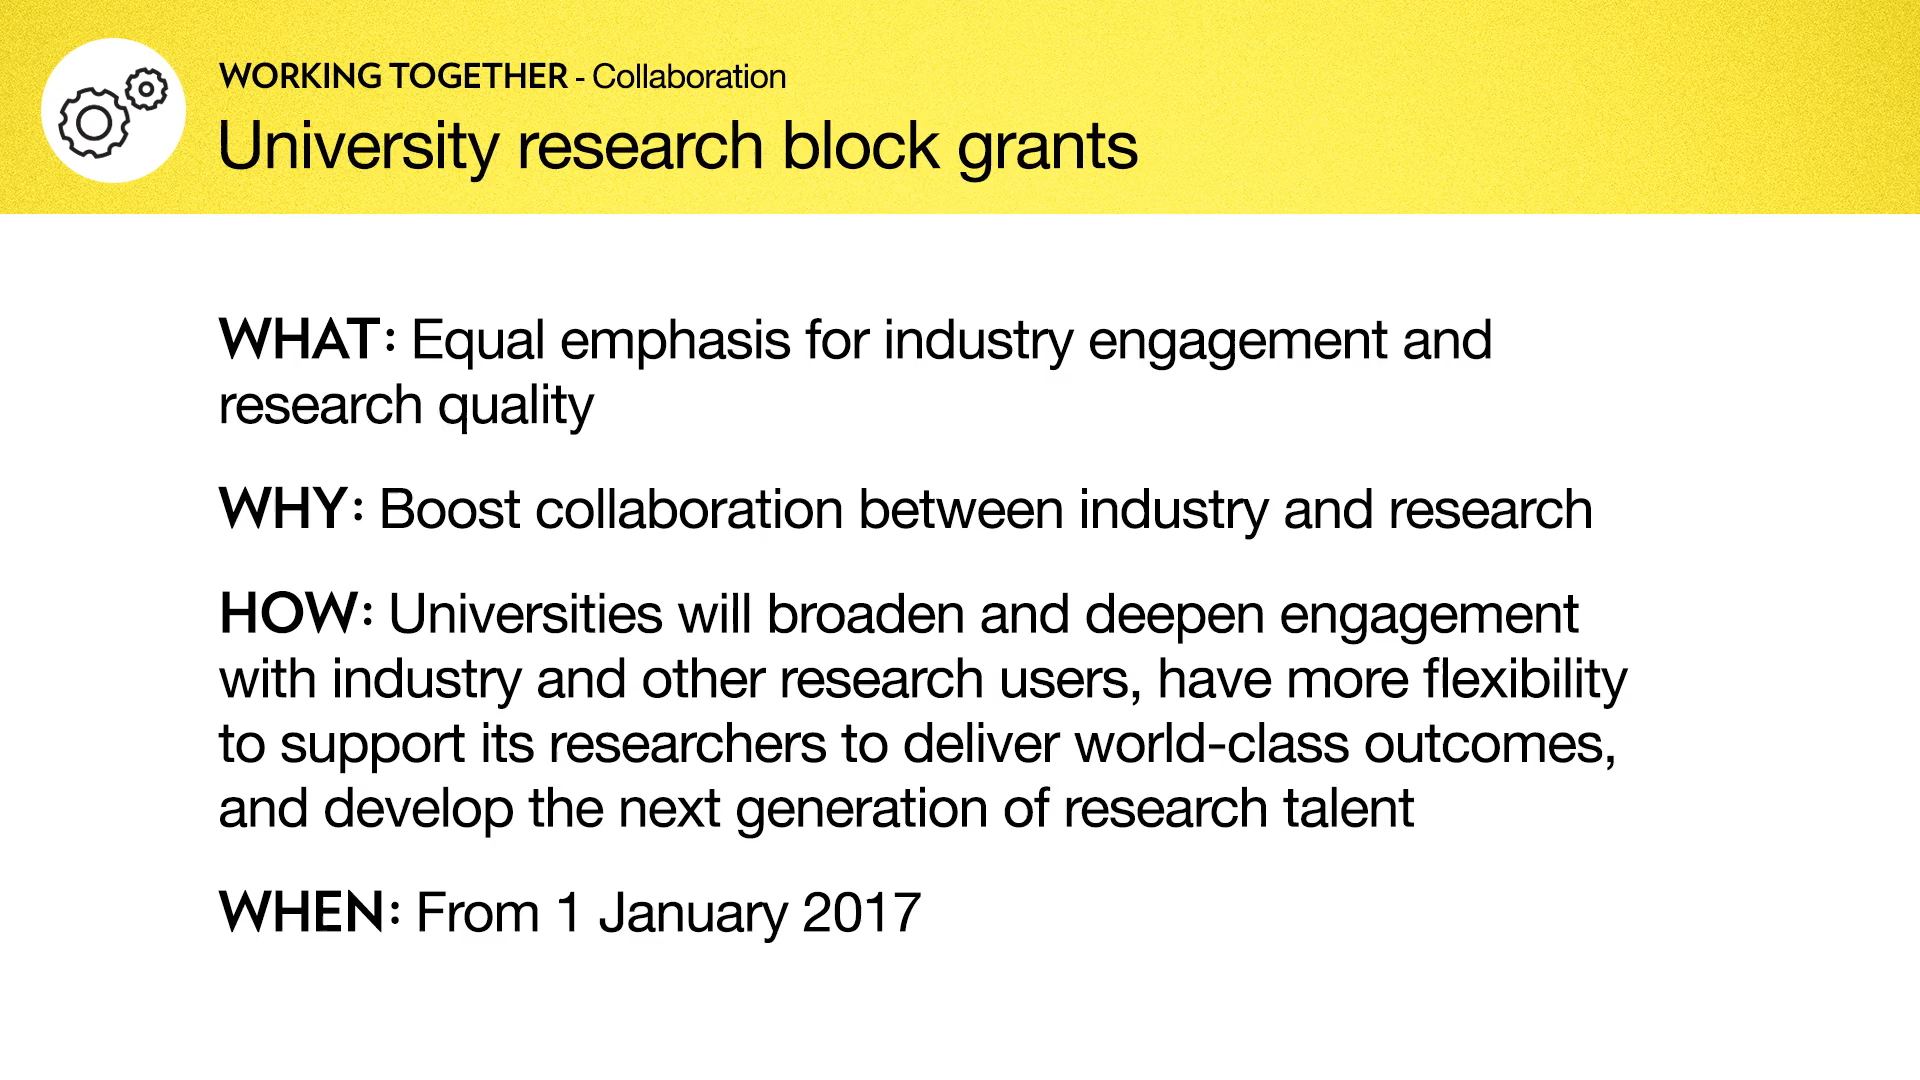 WORKING TOGETHER - Collaboration
University research block grants
WHAT: Equal emphasis for industry engagement and
research quality
WHY: Boost collaboration between industry and research
HOW: Universities will broaden and deepen engagement
with industry and other research users, have more flexibility
to support its researchers to deliver world-class outcomes,
and develop the next generation of research talent
WHEN: From 1 January 2017